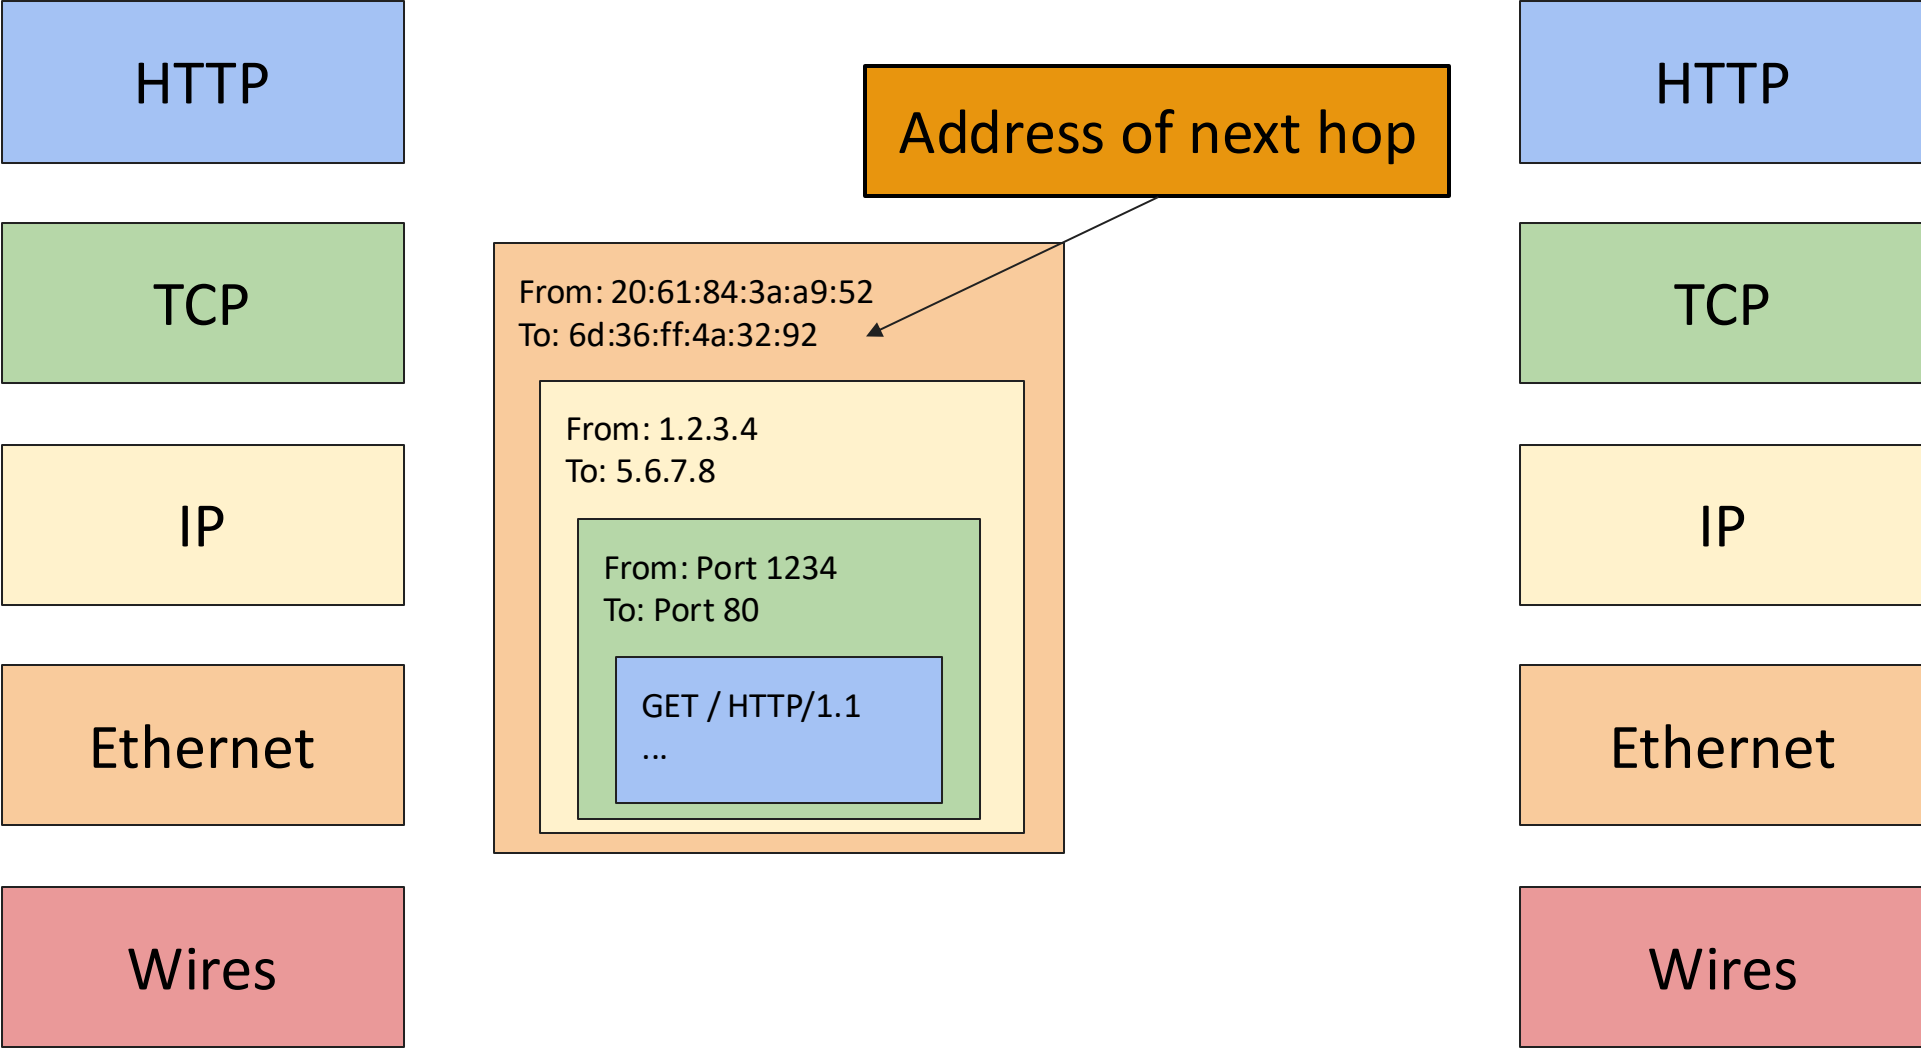 HTTP
TCP
IP
Ethernet
Wires
Address of next hop
From: 20:61:84:3a:a9:52
To: 6d:36:ff:4a:32:92
From: 1.2.3.4
To: 5.6.7.8
From: Port 1234
To: Port 80
GET / HTTP/1.1
...
HTTP
TCP
IP
Ethernet
Wires